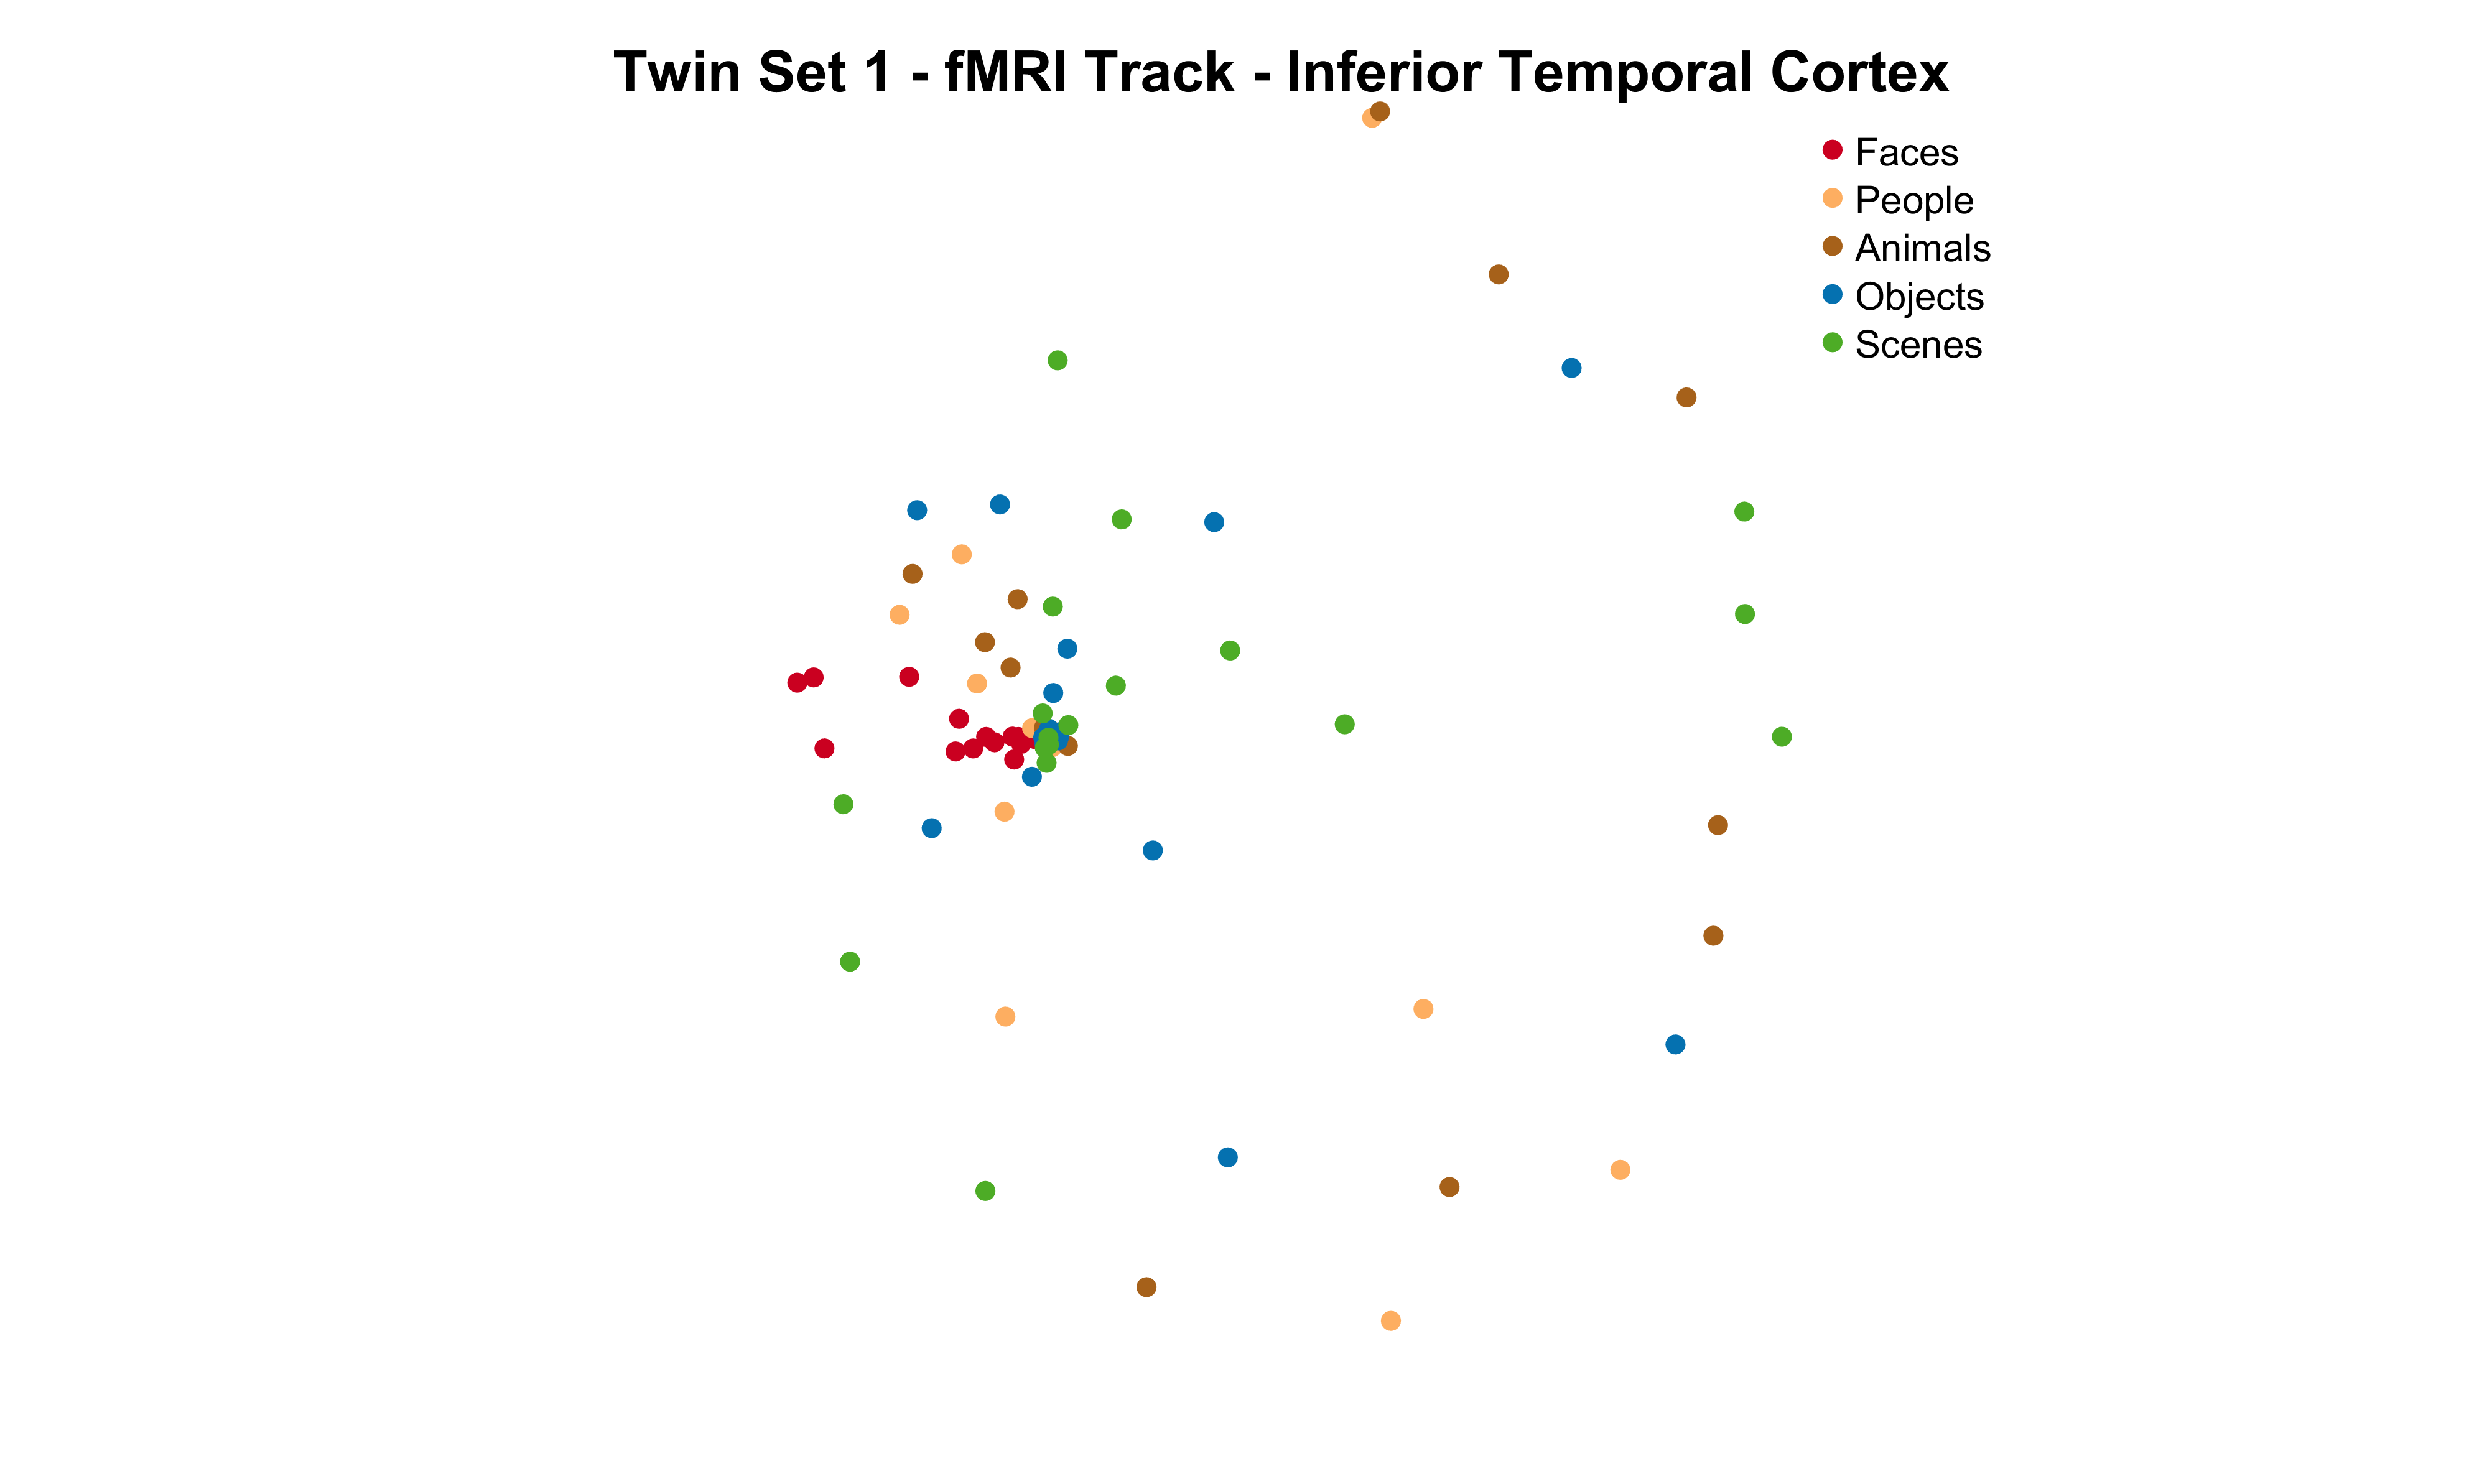 Twin Set 1 - fMRI Track - Inferior Temporal Cortex
Faces
People
Animals
Objects
Scenes